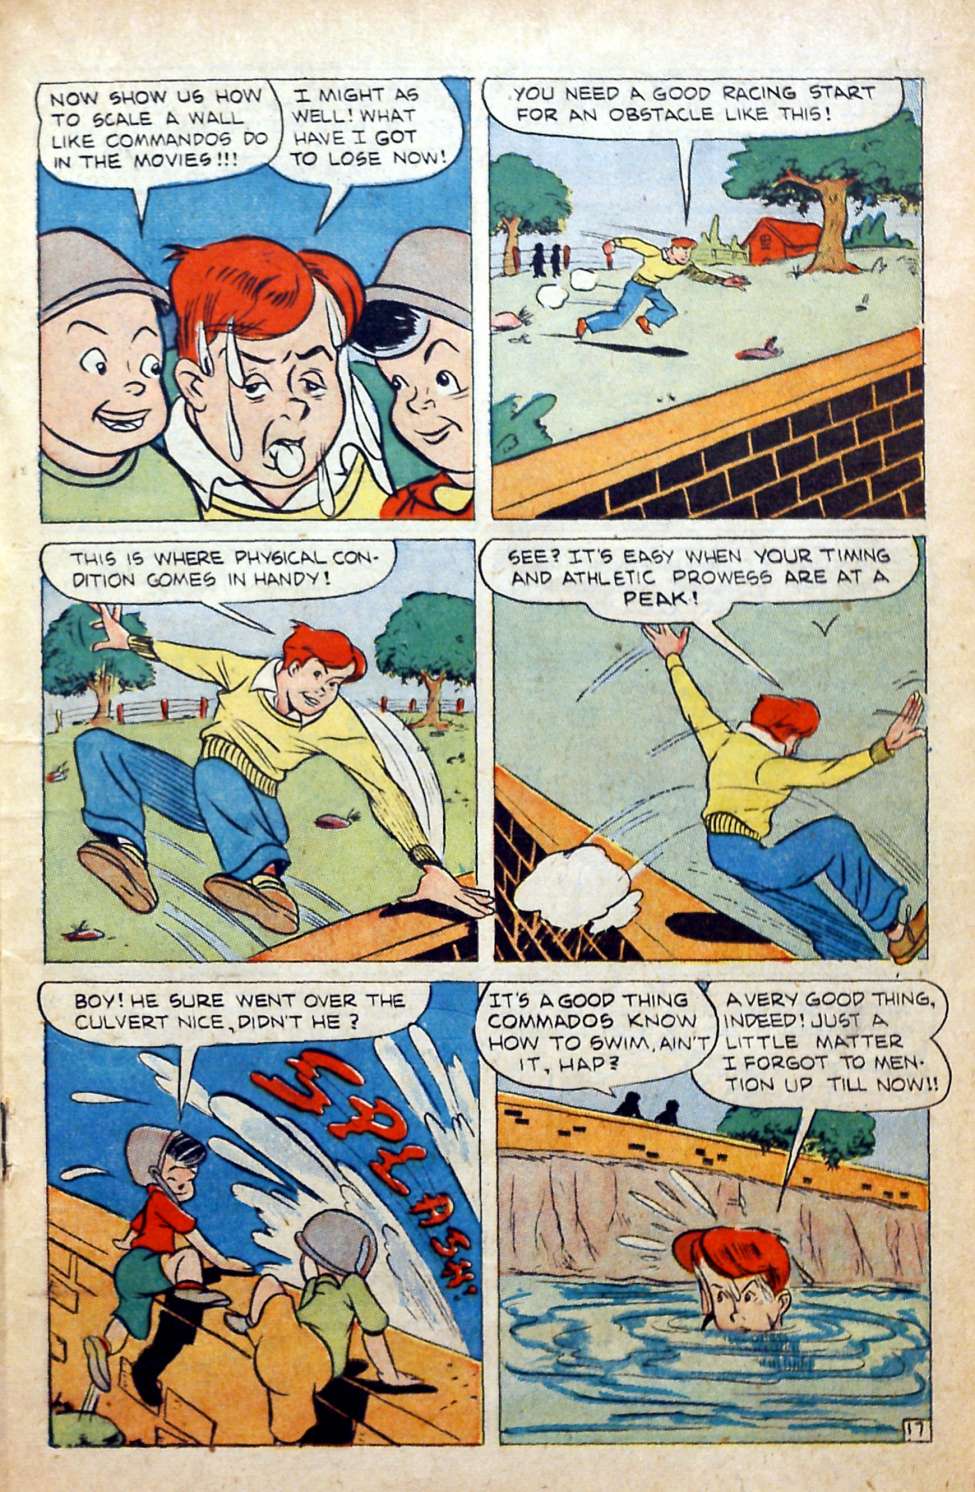 NOW SHOW US HOW
TO SCALE A WALL
LIKE COMMANDOS DO
IN THE MOVIES!!!
I MIGHT AS
WELL! WHAT
HAVE I GOT
TO LOSE NOW!
YOU NEED A GOOD RACING START
FOR AN OBSTACLE LIKE THIS!
THIS IS WHERE PHYSICAL CON-
DITION COMES IN HANDY!
SEE? IT'S EASY WHEN YOUR TIMING
AND ATHLETIC PROWESS ARE AT A
PEAK!
BOY! HE SURE WENT OVER THE
CULVERT NICE, DIDN'T HE?
SPLASH!
IT'S A GOOD THING
COMMADOS KNOW
HOW TO SWIM, AIN'T
IT, HAP?
A VERY GOOD THING,
INDEED! JUST A
LITTLE MATTER
I FORGOT TO MEN-
TION UP TILL NOW!!
17